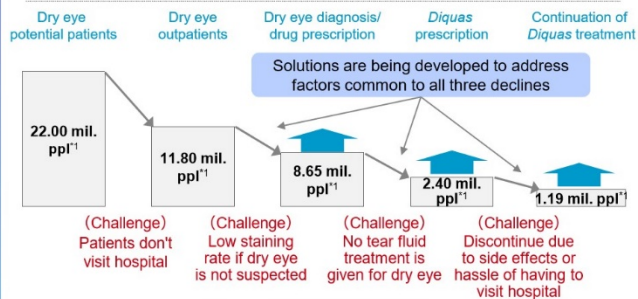 Dry eye
potential patients
Dry eye
outpatients
Dry eye diagnosis/
drug prescription
Diquas
prescription
Continuation of
Diquas treatment
Solutions are being developed to address
factors common to all three declines
22.00 mil.
ppl*1
11.80 mil.
ppl*1
8.65 mil.
ppl*1
2.40 mil.
ppl*1
1.19 mil. ppl*1
(Challenge)
Patients don't
visit hospital
(Challenge)
Low staining
rate if dry eye
is not suspected
(Challenge)
No tear fluid
treatment is
given for dry eye
(Challenge)
Discontinue due
to side effects or
hassle of having to
visit hospital